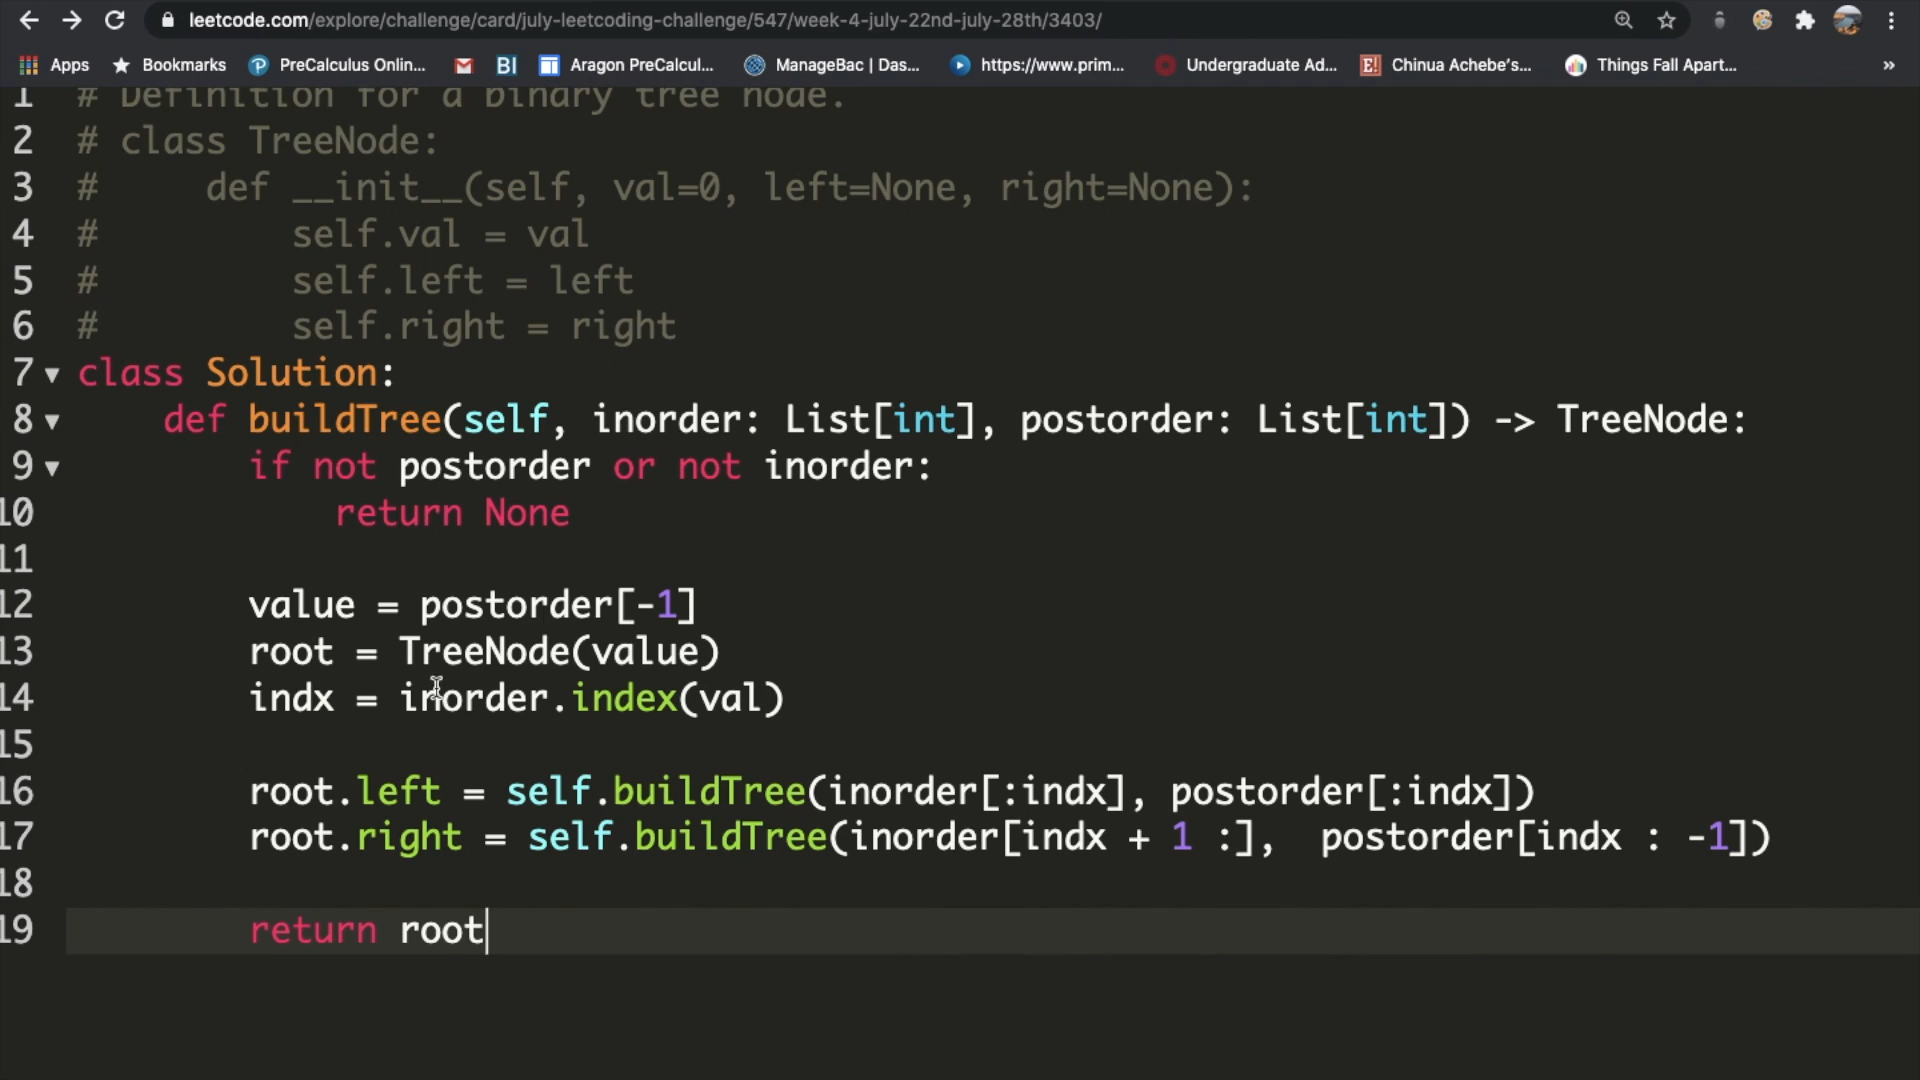 leetcode.com/explore/challenge/card/july-leetcoding-challenge/547/week-4-july-22nd-july-28th/3403/
Apps Bookmarks PreCalculus Onlin... BI Aragon PreCalcul... ManageBac | Das... https://www.prim... Undergraduate Ad... E! Chinua Achebe's... Things Fall Apart... »
1 # Definition for a binary tree node.
2 # class TreeNode:
3 #     def __init__(self, val=0, left=None, right=None):
4 #         self.val = val
5 #         self.left = left
6 #         self.right = right
7 class Solution:
8     def buildTree(self, inorder: List[int], postorder: List[int]) -> TreeNode:
9         if not postorder or not inorder:
10             return None
11
12         value = postorder[-1]
13         root = TreeNode(value)
14         indx = inorder.index(val)
15
16         root.left = self.buildTree(inorder[:indx], postorder[:indx])
17         root.right = self.buildTree(inorder[indx + 1 :],  postorder[indx : -1])
18
19         return root